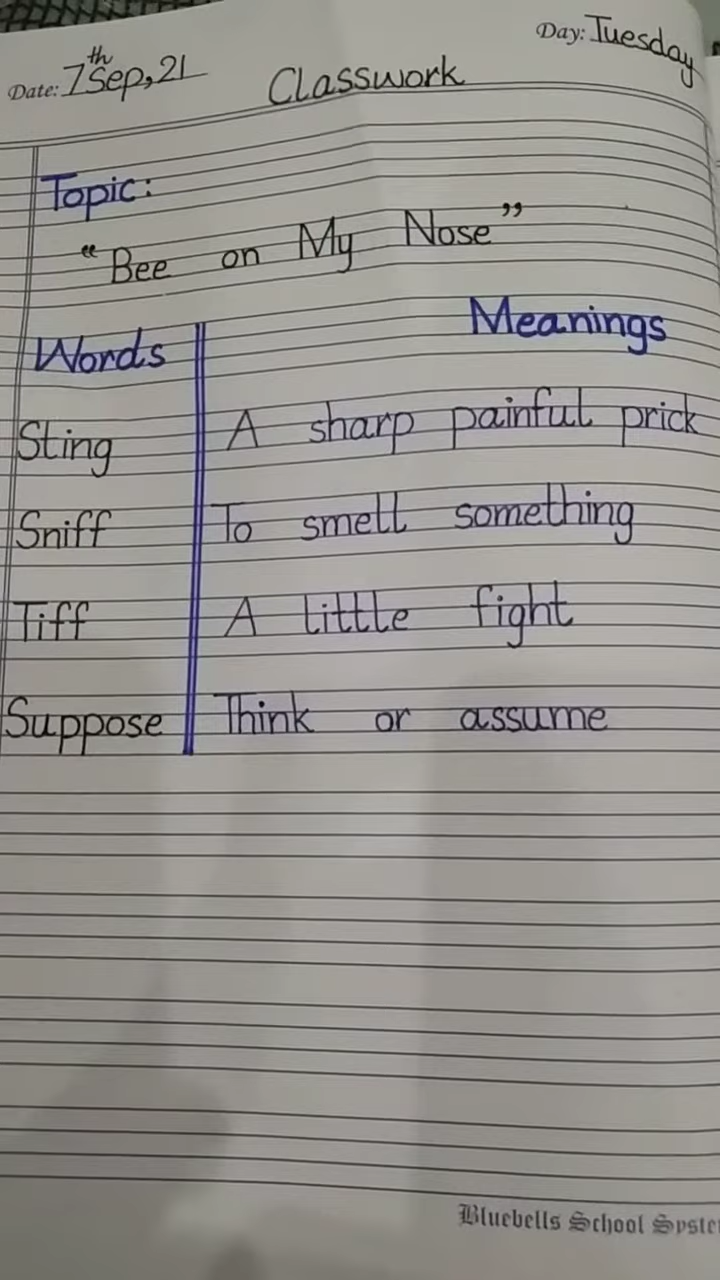 Date: 7th Sep, 21 Classwork Day: Tuesday
Topic:
"Bee on My Nose"
Words Meanings
Sting A sharp painful prick
Sniff To smell something
Tiff A little fight
Suppose Think or assume
Bluebells School